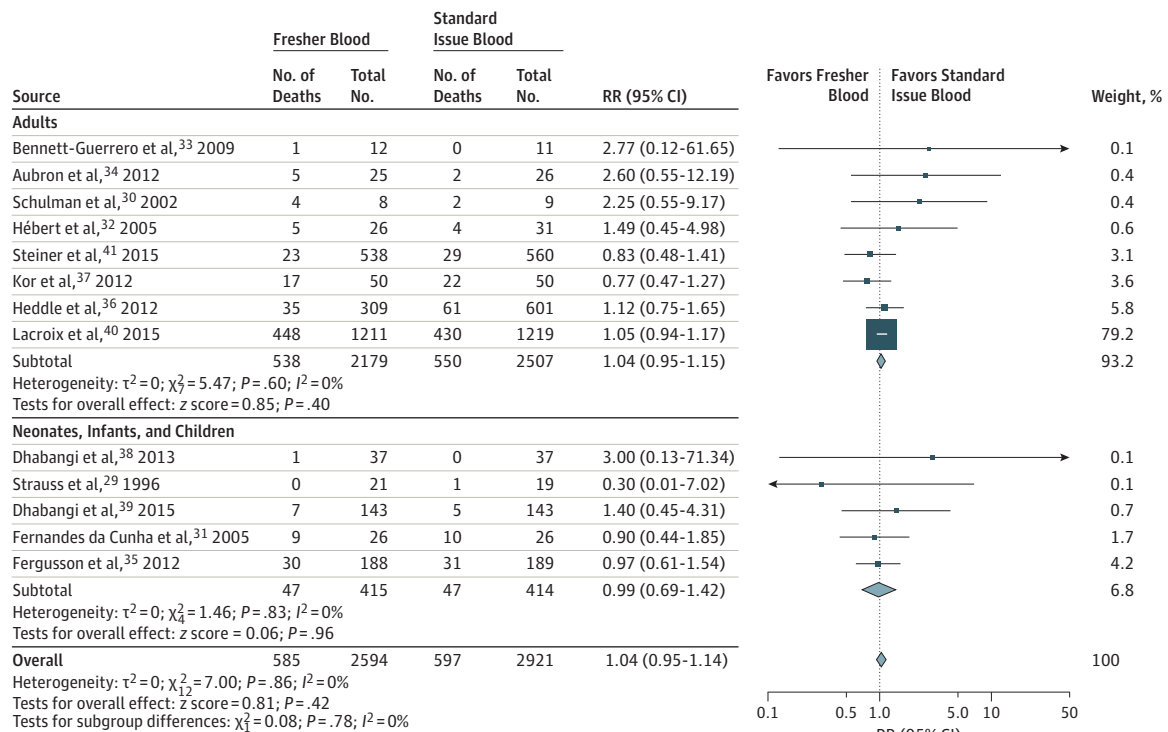 Fresher Blood Standard Issue Blood
Source No. of Deaths Total No. No. of Deaths Total No. RR (95% CI) Favors Fresher Blood Favors Standard Issue Blood Weight, %
Adults
Bennett-Guerrero et al,33 2009 1 12 0 11 2.77 (0.12-61.65) 0.1
Aubron et al,34 2012 5 25 2 26 2.60 (0.55-12.19) 0.4
Schulman et al,30 2002 4 8 2 9 2.25 (0.55-9.17) 0.4
Hébert et al,32 2005 5 26 4 31 1.49 (0.45-4.98) 0.6
Steiner et al,41 2015 23 538 29 560 0.83 (0.48-1.41) 3.1
Kor et al,37 2012 17 50 22 50 0.77 (0.47-1.27) 3.6
Heddle et al,36 2012 35 309 61 601 1.12 (0.75-1.65) 5.8
Lacroix et al,40 2015 448 1211 430 1219 1.05 (0.94-1.17) 79.2
Subtotal 538 2179 550 2507 1.04 (0.95-1.15) 93.2
Heterogeneity: τ2=0; χ27=5.47; P=.60; I2=0%
Tests for overall effect: z score=0.85; P=.40
Neonates, Infants, and Children
Dhabangi et al,38 2013 1 37 0 37 3.00 (0.13-71.34) 0.1
Strauss et al,29 1996 0 21 1 19 0.30 (0.01-7.02) 0.1
Dhabangi et al,39 2015 7 143 5 143 1.40 (0.45-4.31) 0.7
Fernandes da Cunha et al,31 2005 9 26 10 26 0.90 (0.44-1.85) 1.7
Fergusson et al,35 2012 30 188 31 189 0.97 (0.61-1.54) 4.2
Subtotal 47 415 47 414 0.99 (0.69-1.42) 6.8
Heterogeneity: τ2=0; χ24=1.46; P=.83; I2=0%
Tests for overall effect: z score = 0.06; P=.96
Overall 585 2594 597 2921 1.04 (0.95-1.14) 100
Heterogeneity: τ2=0; χ212=7.00; P=.86; I2=0%
Tests for overall effect: z score=0.81; P=.42
Tests for subgroup differences: χ21=0.08; P=.78; I2=0%
0.1 0.5 1.0 5.0 10 50
RR (95% CI)